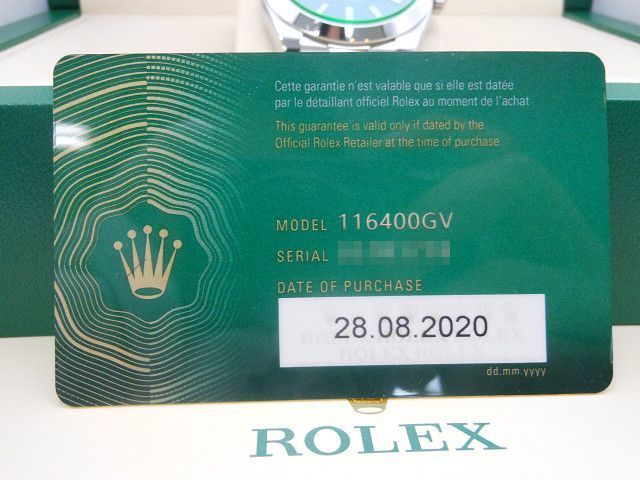 Cette garantie n'est valable que si elle est datée
par le détaillant officiel Rolex au moment de l'achat
This guarantee is valid only if dated by the
Official Rolex Retailer at the time of purchase
MODEL 116400GV
SERIAL
DATE OF PURCHASE
28.08.2020
ROLEX ROLEX
dd.mm.yyyy
ROLEX